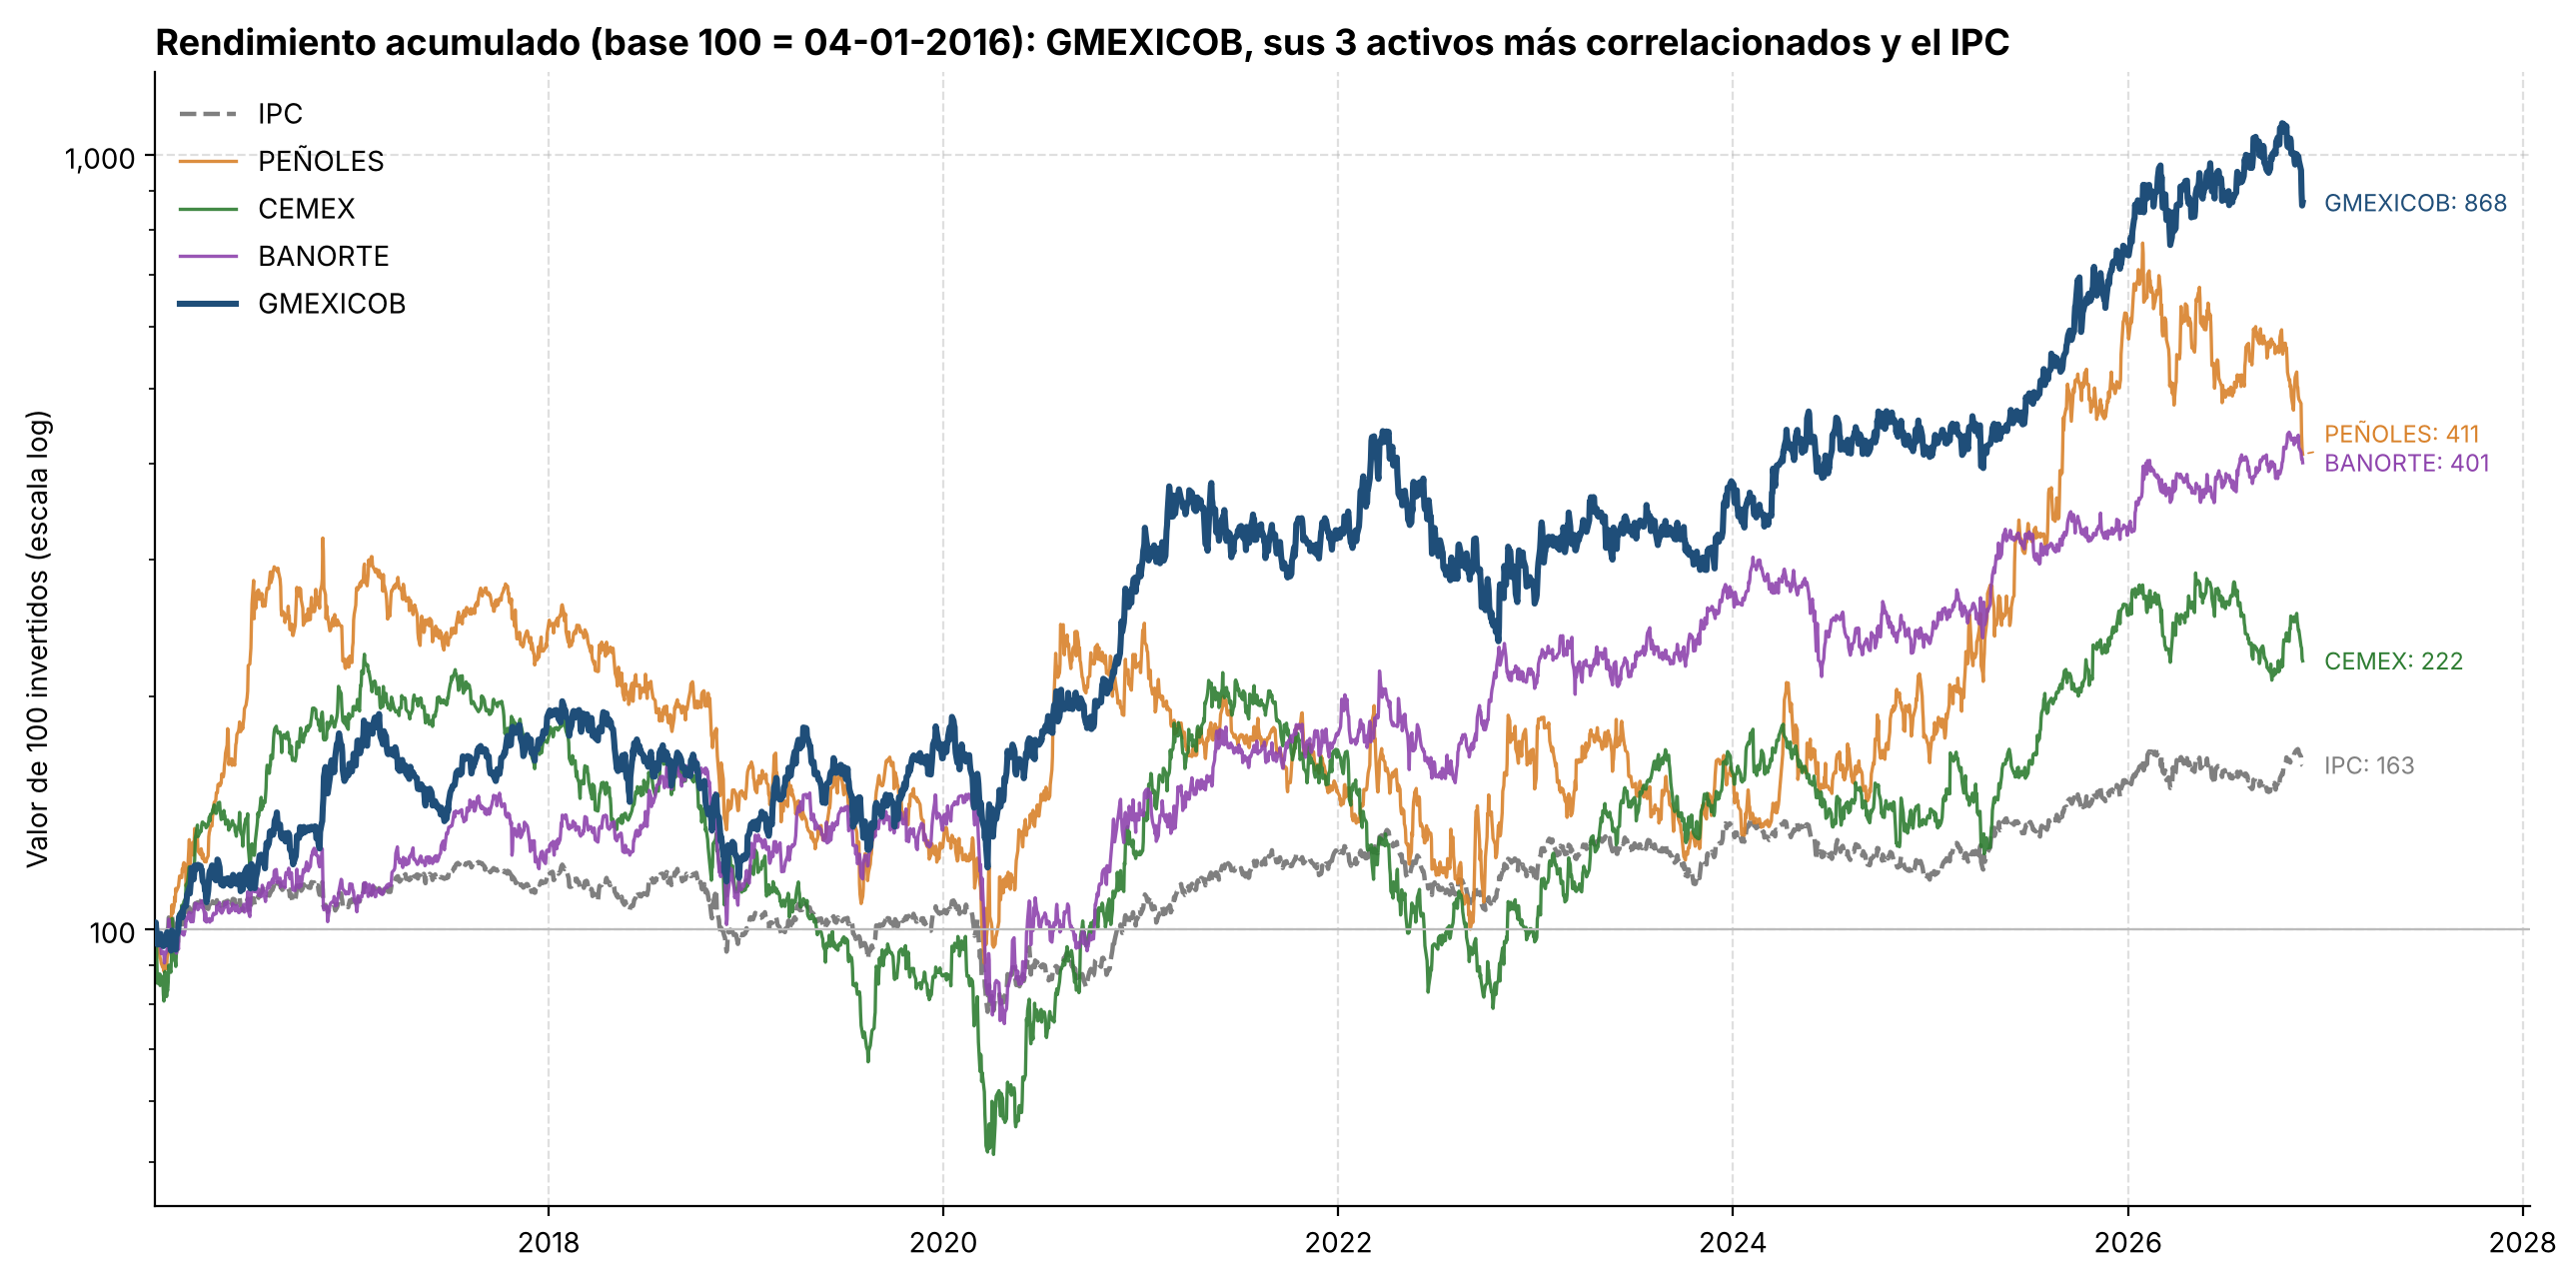 Rendimiento acumulado (base 100 = 04-01-2016): GMEXICOB, sus 3 activos más correlacionados y el IPC
IPC
PEÑOLES
CEMEX
BANORTE
GMEXICOB
Valor de 100 invertidos (escala log)
1,000
100
GMEXICOB: 868
PEÑOLES: 411
BANORTE: 401
CEMEX: 222
IPC: 163
2018
2020
2022
2024
2026
2028